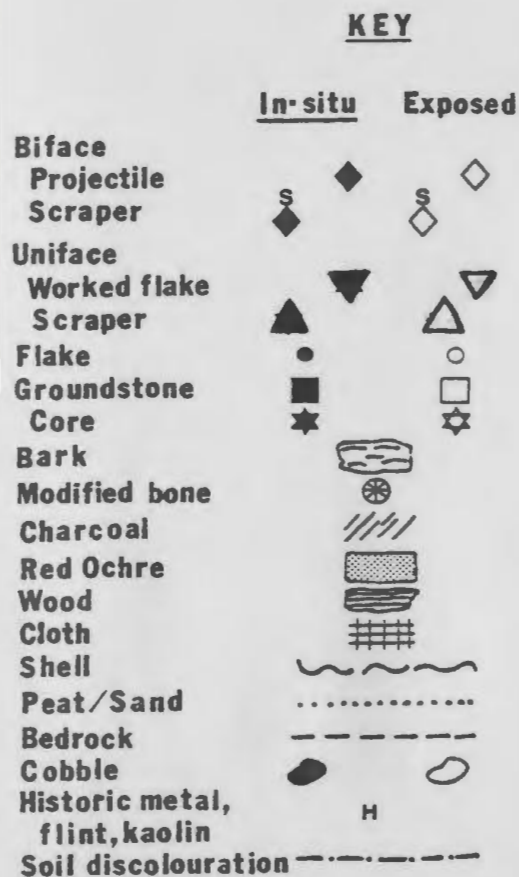 KEY
In-situ Exposed
Biface
Projectile
S S
Scraper
Uniface
Worked flake
Scraper
Flake
Groundstone
Core
Bark
Modified bone
Charcoal
Red Ochre
Wood
Cloth
Shell
Peat/Sand
Bedrock
Cobble
Historic metal, H
flint, kaolin
Soil discolouration